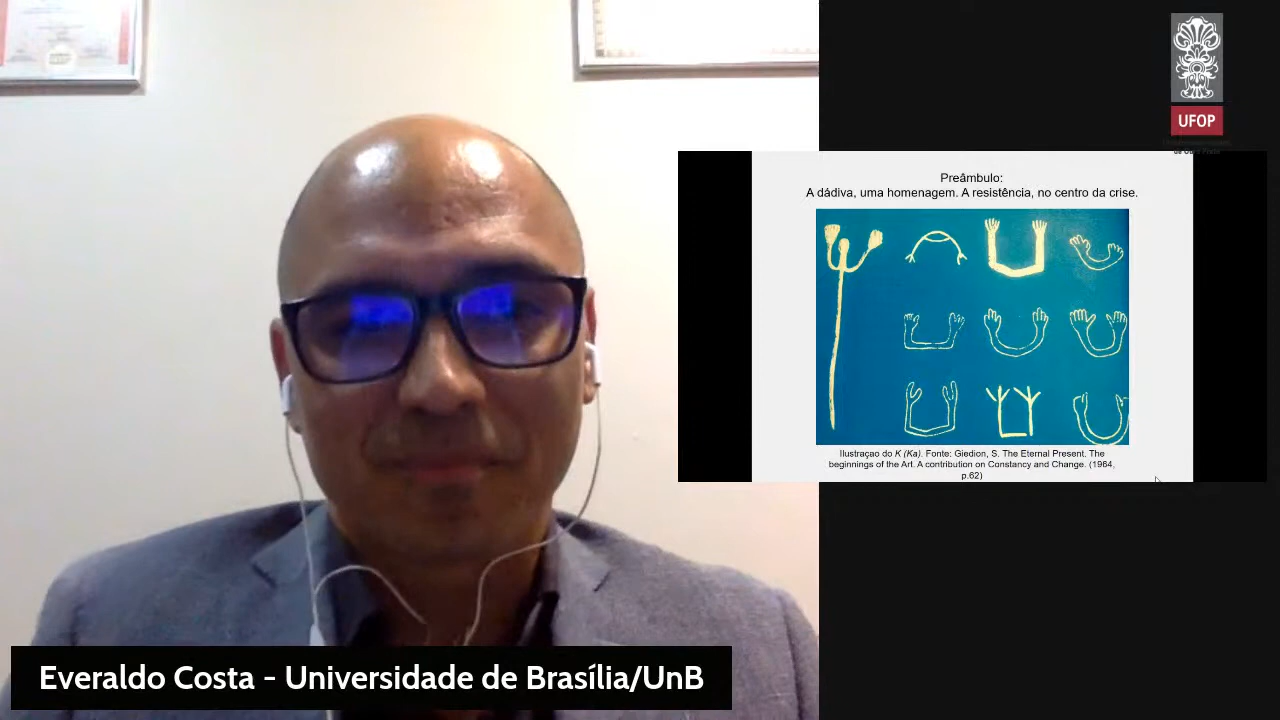 UFOP
Preâmbulo:
A dádiva, uma homenagem. A resistência, no centro da crise.
Ilustraçao do K (Ka). Fonte: Giedion, S. The Eternal Present. The
beginnings of the Art. A contribution on Constancy and Change. (1964,
p.62)
Everaldo Costa - Universidade de Brasília/UnB